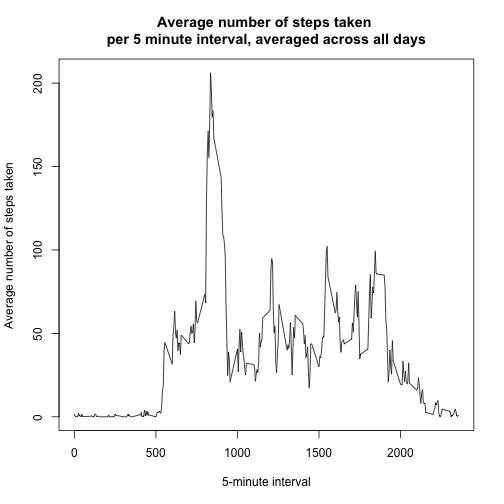 Average number of steps taken
per 5 minute interval, averaged across all days
Average number of steps taken
200
150
100
50
0
0 500 1000 1500 2000
5-minute interval